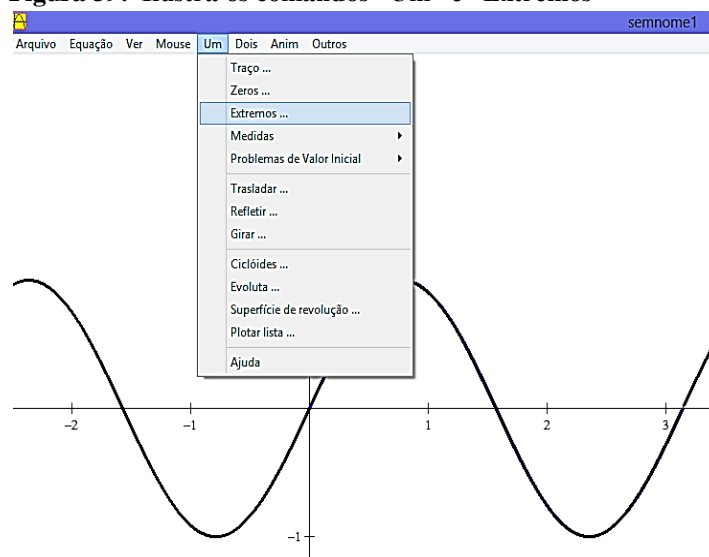 Figura 39: Ilustra os comandos "Um" e "Extremos"
semnome1
Arquivo Equação Ver Mouse Um Dois Anim Outros
Traço ...
Zeros ...
Extremos ...
Medidas
Problemas de Valor Inicial
Trasladar ...
Refletir ...
Girar ...
Ciclóides ...
Evoluta ...
Superfície de revolução ...
Plotar lista ...
Ajuda
−2 −1 1 2 3
−1